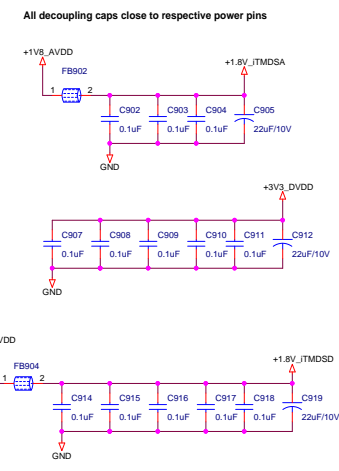 All decoupling caps close to respective power pins
+1V8_AVDD
+1.8V_iTMDSA
FB902
1 2
C902 C903 C904 C905
0.1uF 0.1uF 0.1uF 22uF/10V
GND
+3V3_DVDD
C907 C908 C909 C910 C911 C912
0.1uF 0.1uF 0.1uF 0.1uF 0.1uF 22uF/10V
GND
VDD
+1.8V_iTMDSD
FB904
1 2
C914 C915 C916 C917 C918 C919
0.1uF 0.1uF 0.1uF 0.1uF 0.1uF 22uF/10V
GND